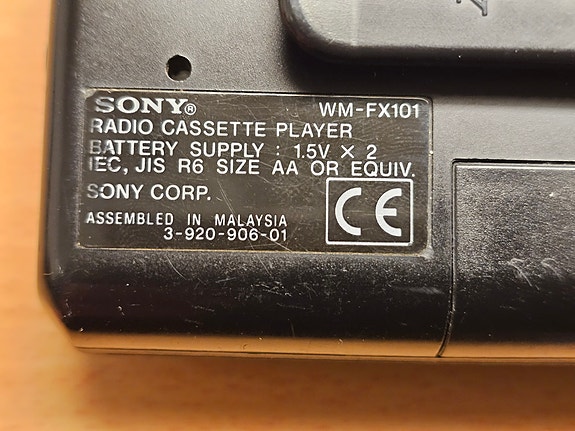 SONY® WM-FX101
RADIO CASSETTE PLAYER
BATTERY SUPPLY : 1.5V × 2
IEC, JIS R6 SIZE AA OR EQUIV.
SONY CORP.
ASSEMBLED IN MALAYSIA
3-920-906-01
CE